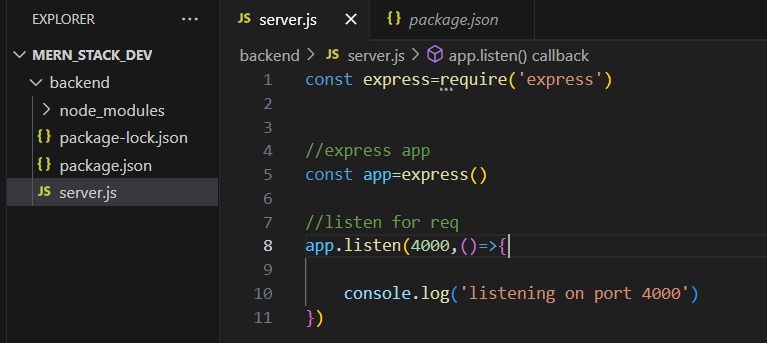 EXPLORER ...
JS server.js ×
JS package.json
MERN_STACK_DEV
backend
node_modules
{} package-lock.json
{} package.json
JS server.js
backend > JS server.js > app.listen() callback
1 const express=require('express')
2
3
4 //express app
5 const app=express()
6
7 //listen for req
8 app.listen(4000,()=>{
9
10 console.log('listening on port 4000')
11 })